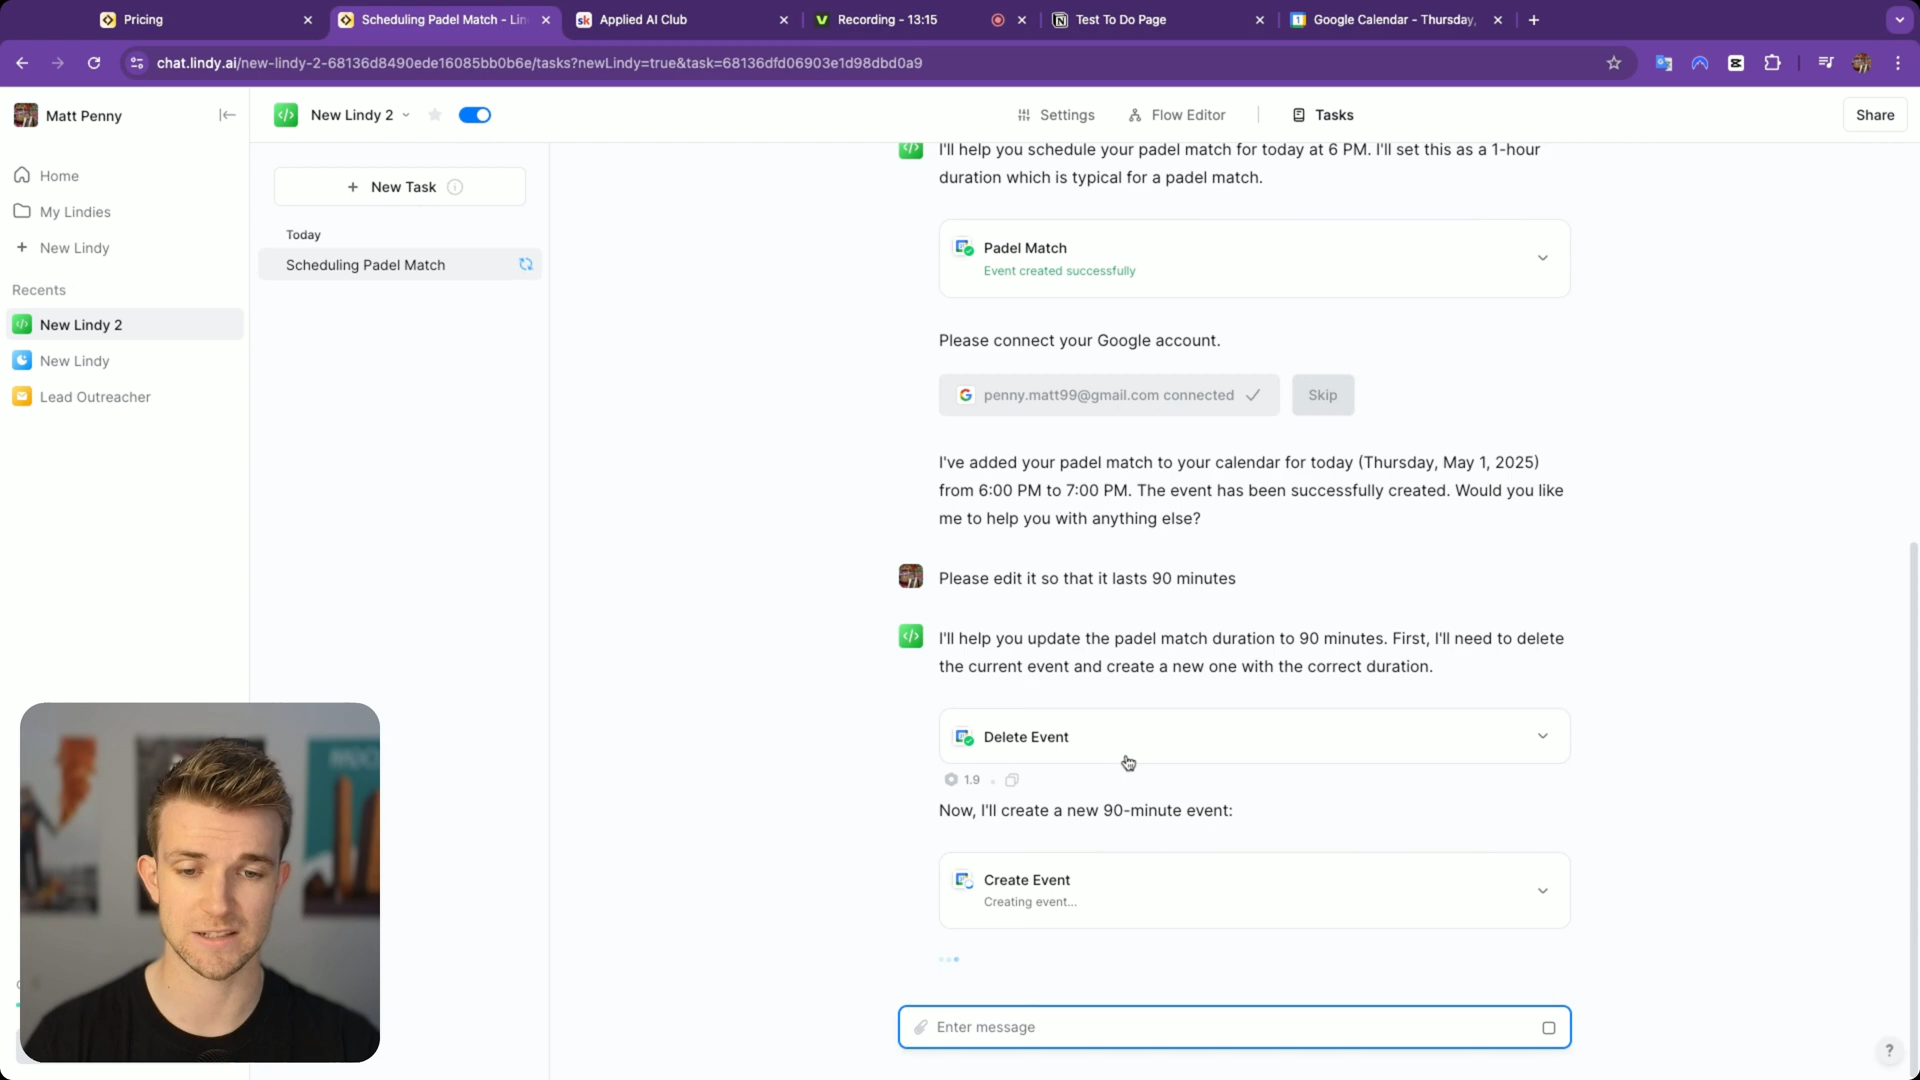 Pricing
Scheduling Padel Match - Lin
Applied AI Club
Recording - 13:15
Test To Do Page
Google Calendar - Thursday,
chat.lindy.ai/new-lindy-2-68136d8490ede16085bb0b6e/tasks?newLindy=true&task=68136dfd06903e1d98dbd0a9
Matt Penny
New Lindy 2
Settings
Flow Editor
Tasks
Share
Home
My Lindies
New Lindy
Recents
New Lindy 2
New Lindy
Lead Outreacher
New Task
Today
Scheduling Padel Match
I'll help you schedule your padel match for today at 6 PM. I'll set this as a 1-hour
duration which is typical for a padel match.
Padel Match
Event created successfully
Please connect your Google account.
penny.matt99@gmail.com connected
Skip
I've added your padel match to your calendar for today (Thursday, May 1, 2025)
from 6:00 PM to 7:00 PM. The event has been successfully created. Would you like
me to help you with anything else?
Please edit it so that it lasts 90 minutes
I'll help you update the padel match duration to 90 minutes. First, I'll need to delete
the current event and create a new one with the correct duration.
Delete Event
1.9
Now, I'll create a new 90-minute event:
Create Event
Creating event...
Enter message
?